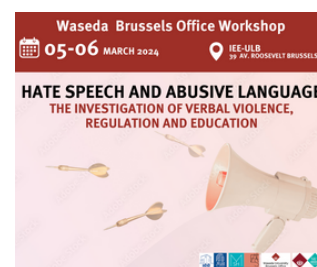 Waseda Brussels Office Workshop
05-06 MARCH 2024
IEE-ULB
39 AV. ROOSEVELT BRUSSELS
HATE SPEECH AND ABUSIVE LANGUAGE
THE INVESTIGATION OF VERBAL VIOLENCE,
REGULATION AND EDUCATION